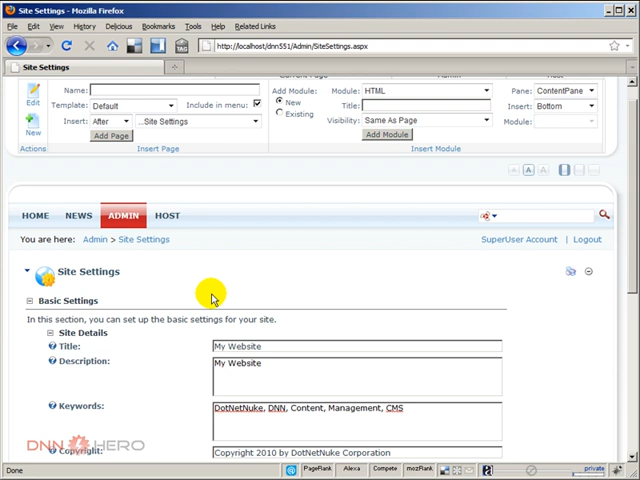 Site Settings - Mozilla Firefox
File Edit View History Delicious Bookmarks Tools Help Related Links
TAG http://localhost/dnn551/Admin/SiteSettings.aspx
Site Settings
Current Page Admin Host
Edit Name: Add Module: Module: HTML Pane: ContentPane
New Template: Default Include in menu: New Title: Insert: Bottom
Insert: After ...Site Settings Existing Visibility: Same As Page Module:
Add Page Add Module
Actions Insert Page Insert Module
A A A
HOME NEWS ADMIN HOST
You are here: Admin > Site Settings SuperUser Account | Logout
Site Settings
Basic Settings
In this section, you can set up the basic settings for your site.
Site Details
Title: My Website
Description: My Website
Keywords: DotNetNuke, DNN, Content, Management, CMS
DNN HERO
Copyright: Copyright 2010 by DotNetNuke Corporation
Done PageRank Alexa Compete mozRank private